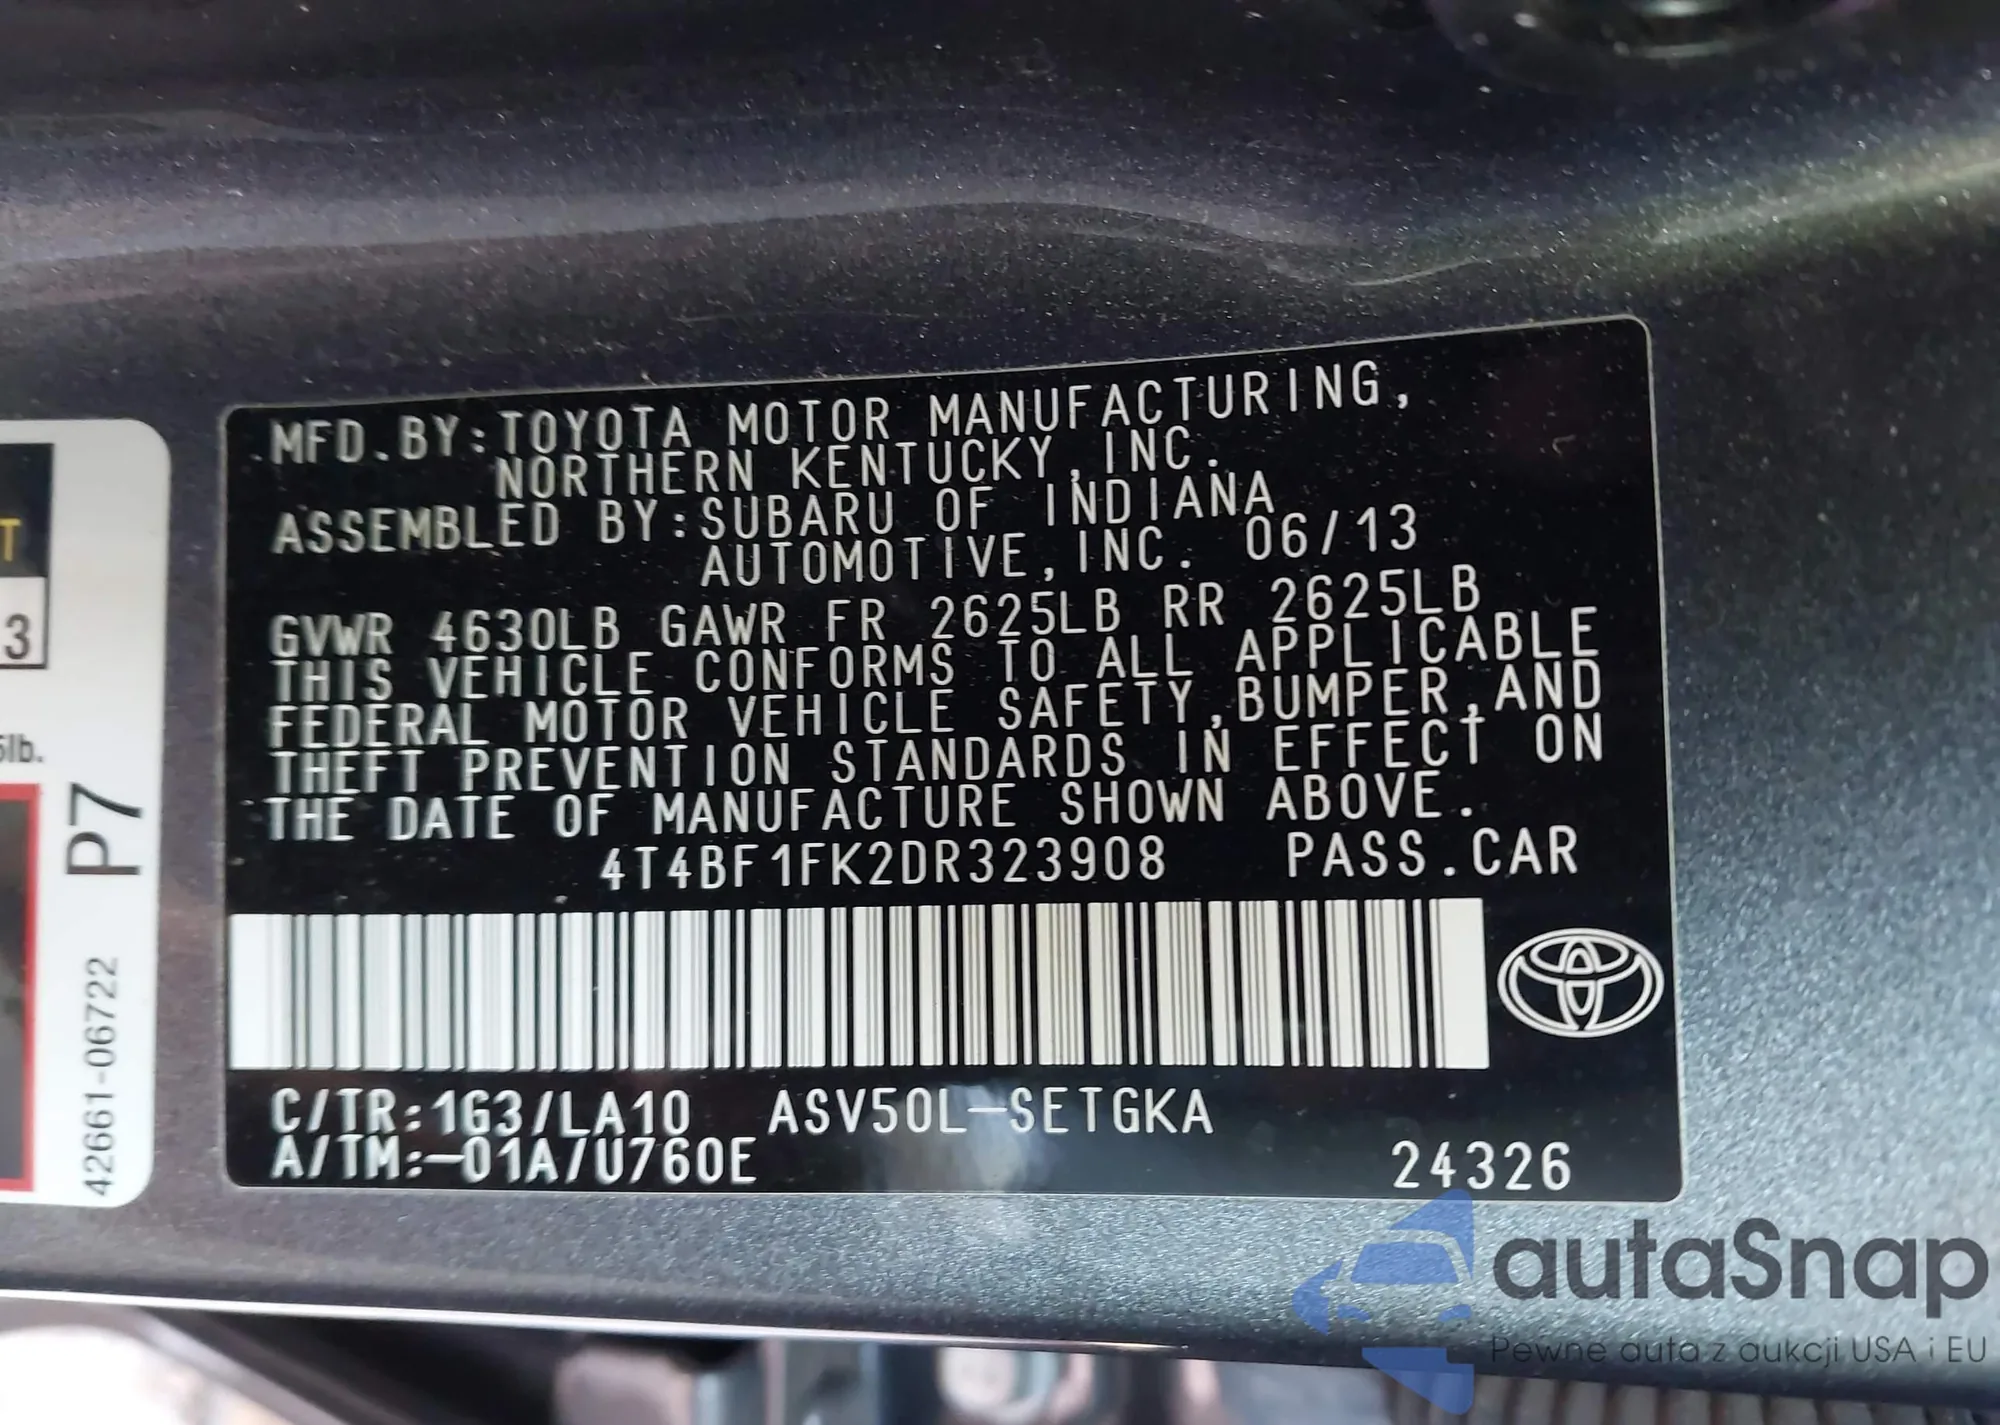 T
3
5lb.
P7
42661-06722
MFD.BY:TOYOTA MOTOR MANUFACTURING,
NORTHERN KENTUCKY,INC.
ASSEMBLED BY:SUBARU OF INDIANA
AUTOMOTIVE,INC. 06/13
GVWR 4630LB GAWR FR 2625LB RR 2625LB
THIS VEHICLE CONFORMS TO ALL APPLICABLE
FEDERAL MOTOR VEHICLE SAFETY,BUMPER,AND
THEFT PREVENTION STANDARDS IN EFFECT ON
THE DATE OF MANUFACTURE SHOWN ABOVE.
4T4BF1FK2DR323908 PASS.CAR
C/TR:1G3/LA10 ASV50L-SETGKA
A/TM:-01A/U760E 24326
autaSnap
Pewne auta z aukcji USA i EU